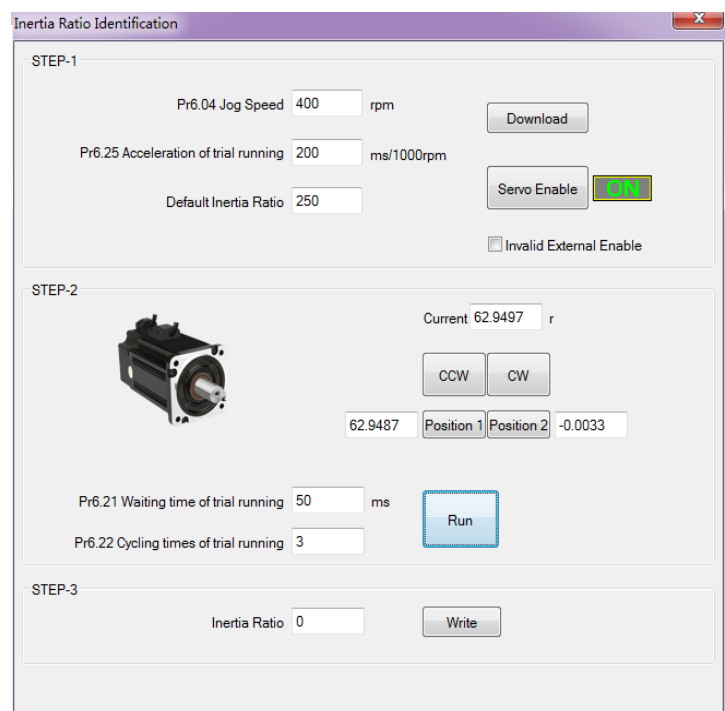 Inertia Ratio Identification
x
STEP-1
Pr6.04 Jog Speed 400 rpm
Download
Pr6.25 Acceleration of trial running 200 ms/1000rpm
Servo Enable ON
Default Inertia Ratio 250
Invalid External Enable
STEP-2
Current 62.9497 r
CCW CW
62.9487 Position 1 Position 2 -0.0033
Pr6.21 Waiting time of trial running 50 ms
Run
Pr6.22 Cycling times of trial running 3
STEP-3
Inertia Ratio 0 Write